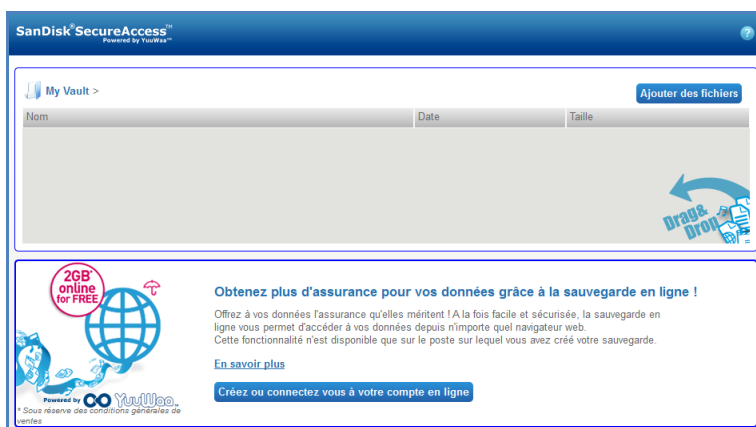 SanDisk®SecureAccess™
Powered by YuuWaa™
?
My Vault >
Ajouter des fichiers
Nom Date Taille
Drag&
Drop
2GB*
online
for FREE
Obtenez plus d'assurance pour vos données grâce à la sauvegarde en ligne !
Offrez à vos données l'assurance qu'elles méritent ! A la fois facile et sécurisée, la sauvegarde en
ligne vous permet d'accéder à vos données depuis n'importe quel navigateur web.
Cette fonctionnalité n'est disponible que sur le poste sur lequel vous avez créé votre sauvegarde.
En savoir plus
Créez ou connectez vous à votre compte en ligne
Powered by YuuWaa™
* Sous réserve des conditions générales de
ventes